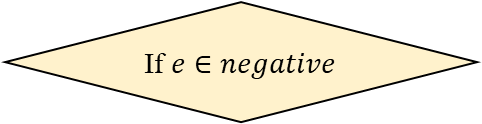 If e ∈ negative